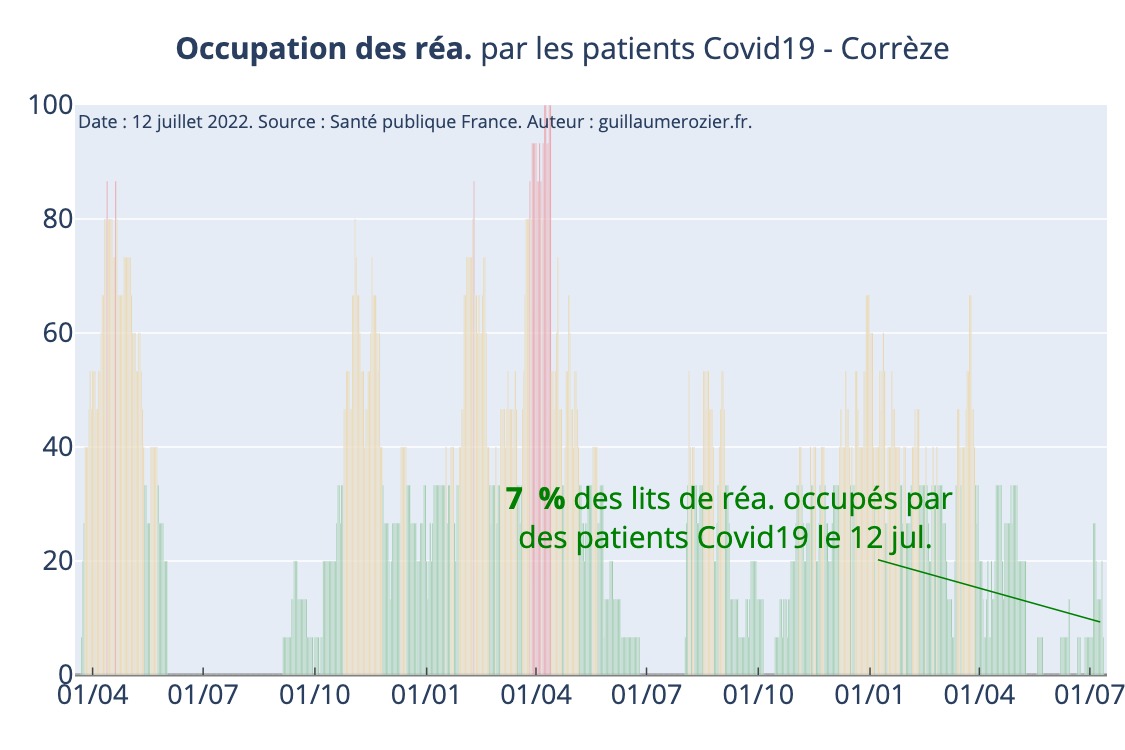 Occupation des réa. par les patients Covid19 - Corrèze
100
Date : 12 juillet 2022. Source : Santé publique France. Auteur : guillaumerozier.fr.
80
60
40
7 % des lits de réa. occupés par
des patients Covid19 le 12 jul.
20
0
01/04 01/07 01/10 01/01 01/04 01/07 01/10 01/01 01/04 01/07